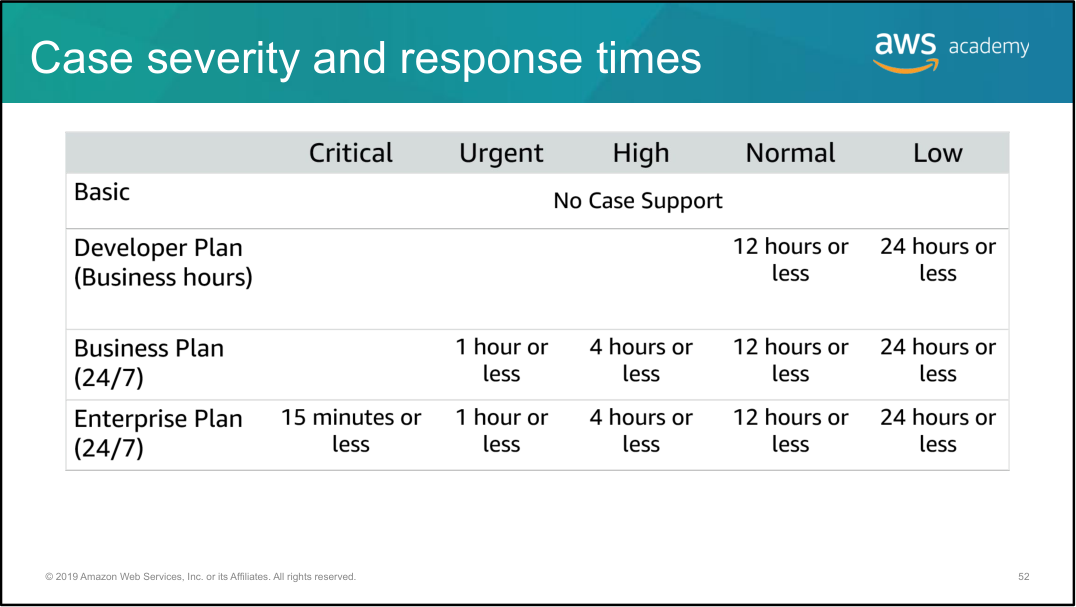 Case severity and response times
aws academy
Critical Urgent High Normal Low
Basic
No Case Support
Developer Plan
(Business hours)
12 hours or
less
24 hours or
less
Business Plan
(24/7)
1 hour or
less
4 hours or
less
12 hours or
less
24 hours or
less
Enterprise Plan
(24/7)
15 minutes or
less
1 hour or
less
4 hours or
less
12 hours or
less
24 hours or
less
© 2019 Amazon Web Services, Inc. or its Affiliates. All rights reserved.
52